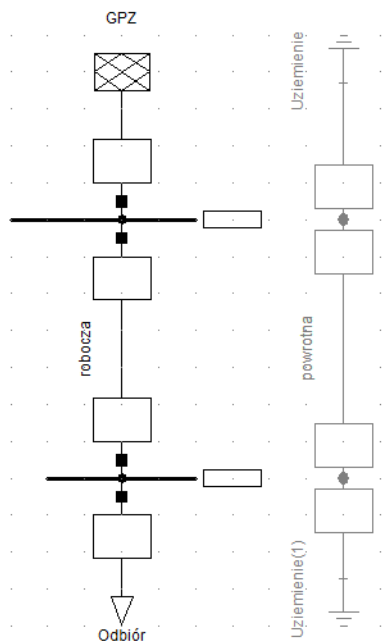 GPZ
Uziemienie
robocza
powrotna
Uziemienie(1)
Odbiór